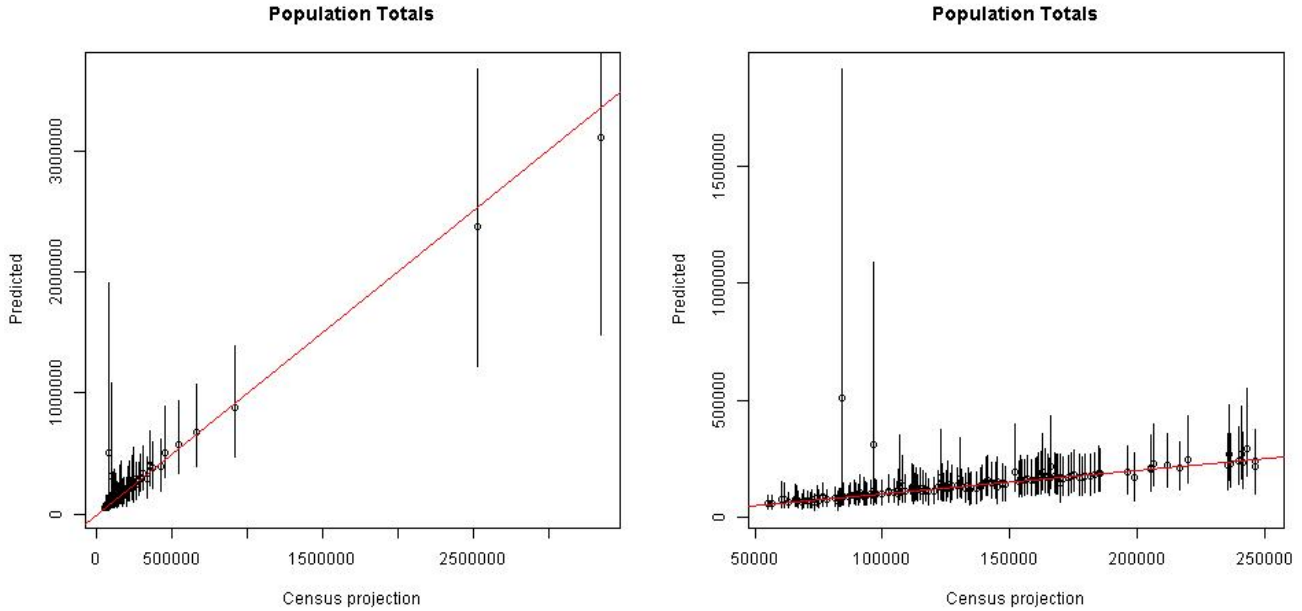 Population Totals
Predicted
3000000
2000000
1000000
0
0 500000 1500000 2500000
Census projection
Population Totals
Predicted
1500000
1000000
500000
0
50000 100000 150000 200000 250000
Census projection